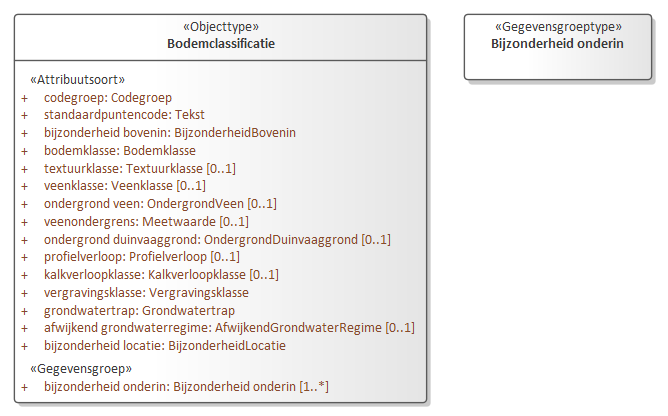 «Objecttype»
Bodemclassificatie
«Attribuutsoort»
+ codegroep: Codegroep
+ standaardpuntencode: Tekst
+ bijzonderheid bovenin: BijzonderheidBovenin
+ bodemklasse: Bodemklasse
+ textuurklasse: Textuurklasse [0..1]
+ veenklasse: Veenklasse [0..1]
+ ondergrond veen: OndergrondVeen [0..1]
+ veenondergrens: Meetwaarde [0..1]
+ ondergrond duinvaaggrond: OndergrondDuinvaaggrond [0..1]
+ profielverloop: Profielverloop [0..1]
+ kalkverloopklasse: Kalkverloopklasse [0..1]
+ vergravingsklasse: Vergravingsklasse
+ grondwatertrap: Grondwatertrap
+ afwijkend grondwaterregime: AfwijkendGrondwaterRegime [0..1]
+ bijzonderheid locatie: BijzonderheidLocatie
«Gegevensgroep»
+ bijzonderheid onderin: Bijzonderheid onderin [1..*]
«Gegevensgroeptype»
Bijzonderheid onderin